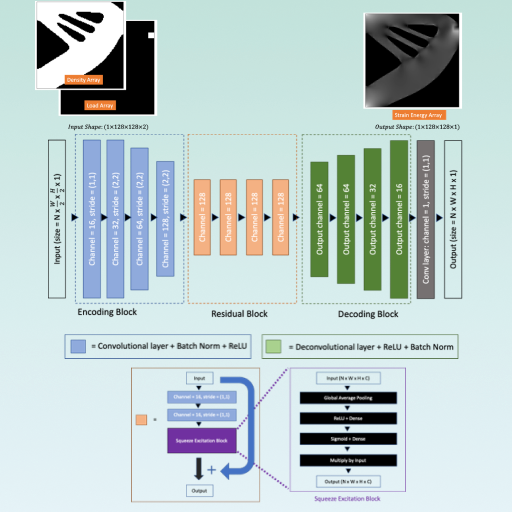 Density Array
Load Array
Strain Energy Array
Input Shape: (1×128×128×2)
Output Shape: (1×128×128×1)
Input (size = N x W/2 x H/2 x 1)
Channel = 16, stride = (1,1)
Channel = 32, stride = (2,2)
Channel = 64, stride = (2,2)
Channel = 128, stride = (2,2)
Channel = 128
Channel = 128
Channel = 128
Channel = 128
Output channel = 64
Output channel = 64
Output channel = 32
Output channel = 16
Conv layer: channel = 1, stride = (1,1)
Output (size = N x W x H x 1)
Encoding Block
Residual Block
Decoding Block
= Convolutional layer + Batch Norm + ReLU
= Deconvolutional layer + ReLU + Batch Norm
=
Input
Channel = 16, stride = (1,1)
Channel = 16, stride = (1,1)
Squeeze Excitation Block
+
Output
Input (N x W x H x C)
Global Average Pooling
ReLU + Dense
Sigmoid + Dense
Multiply by Input
Output (N x W x H x C)
Squeeze Excitation Block